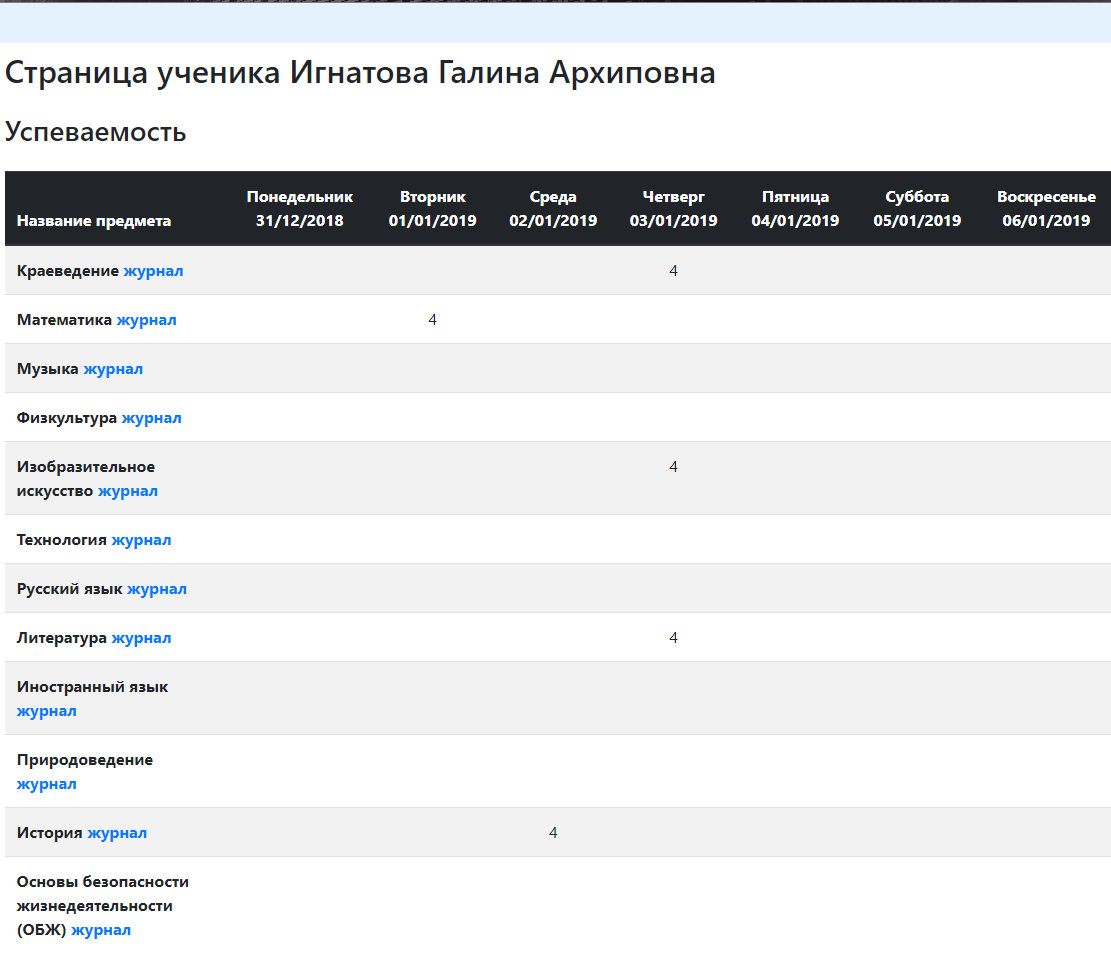 Страница ученика Игнатова Галина Архиповна
Успеваемость
Название предмета Понедельник 31/12/2018 Вторник 01/01/2019 Среда 02/01/2019 Четверг 03/01/2019 Пятница 04/01/2019 Суббота 05/01/2019 Воскресенье 06/01/2019
Краеведение журнал 4
Математика журнал 4
Музыка журнал
Физкультура журнал
Изобразительное 4
искусство журнал
Технология журнал
Русский язык журнал
Литература журнал 4
Иностранный язык
журнал
Природоведение
журнал
История журнал 4
Основы безопасности
жизнедеятельности
(ОБЖ) журнал